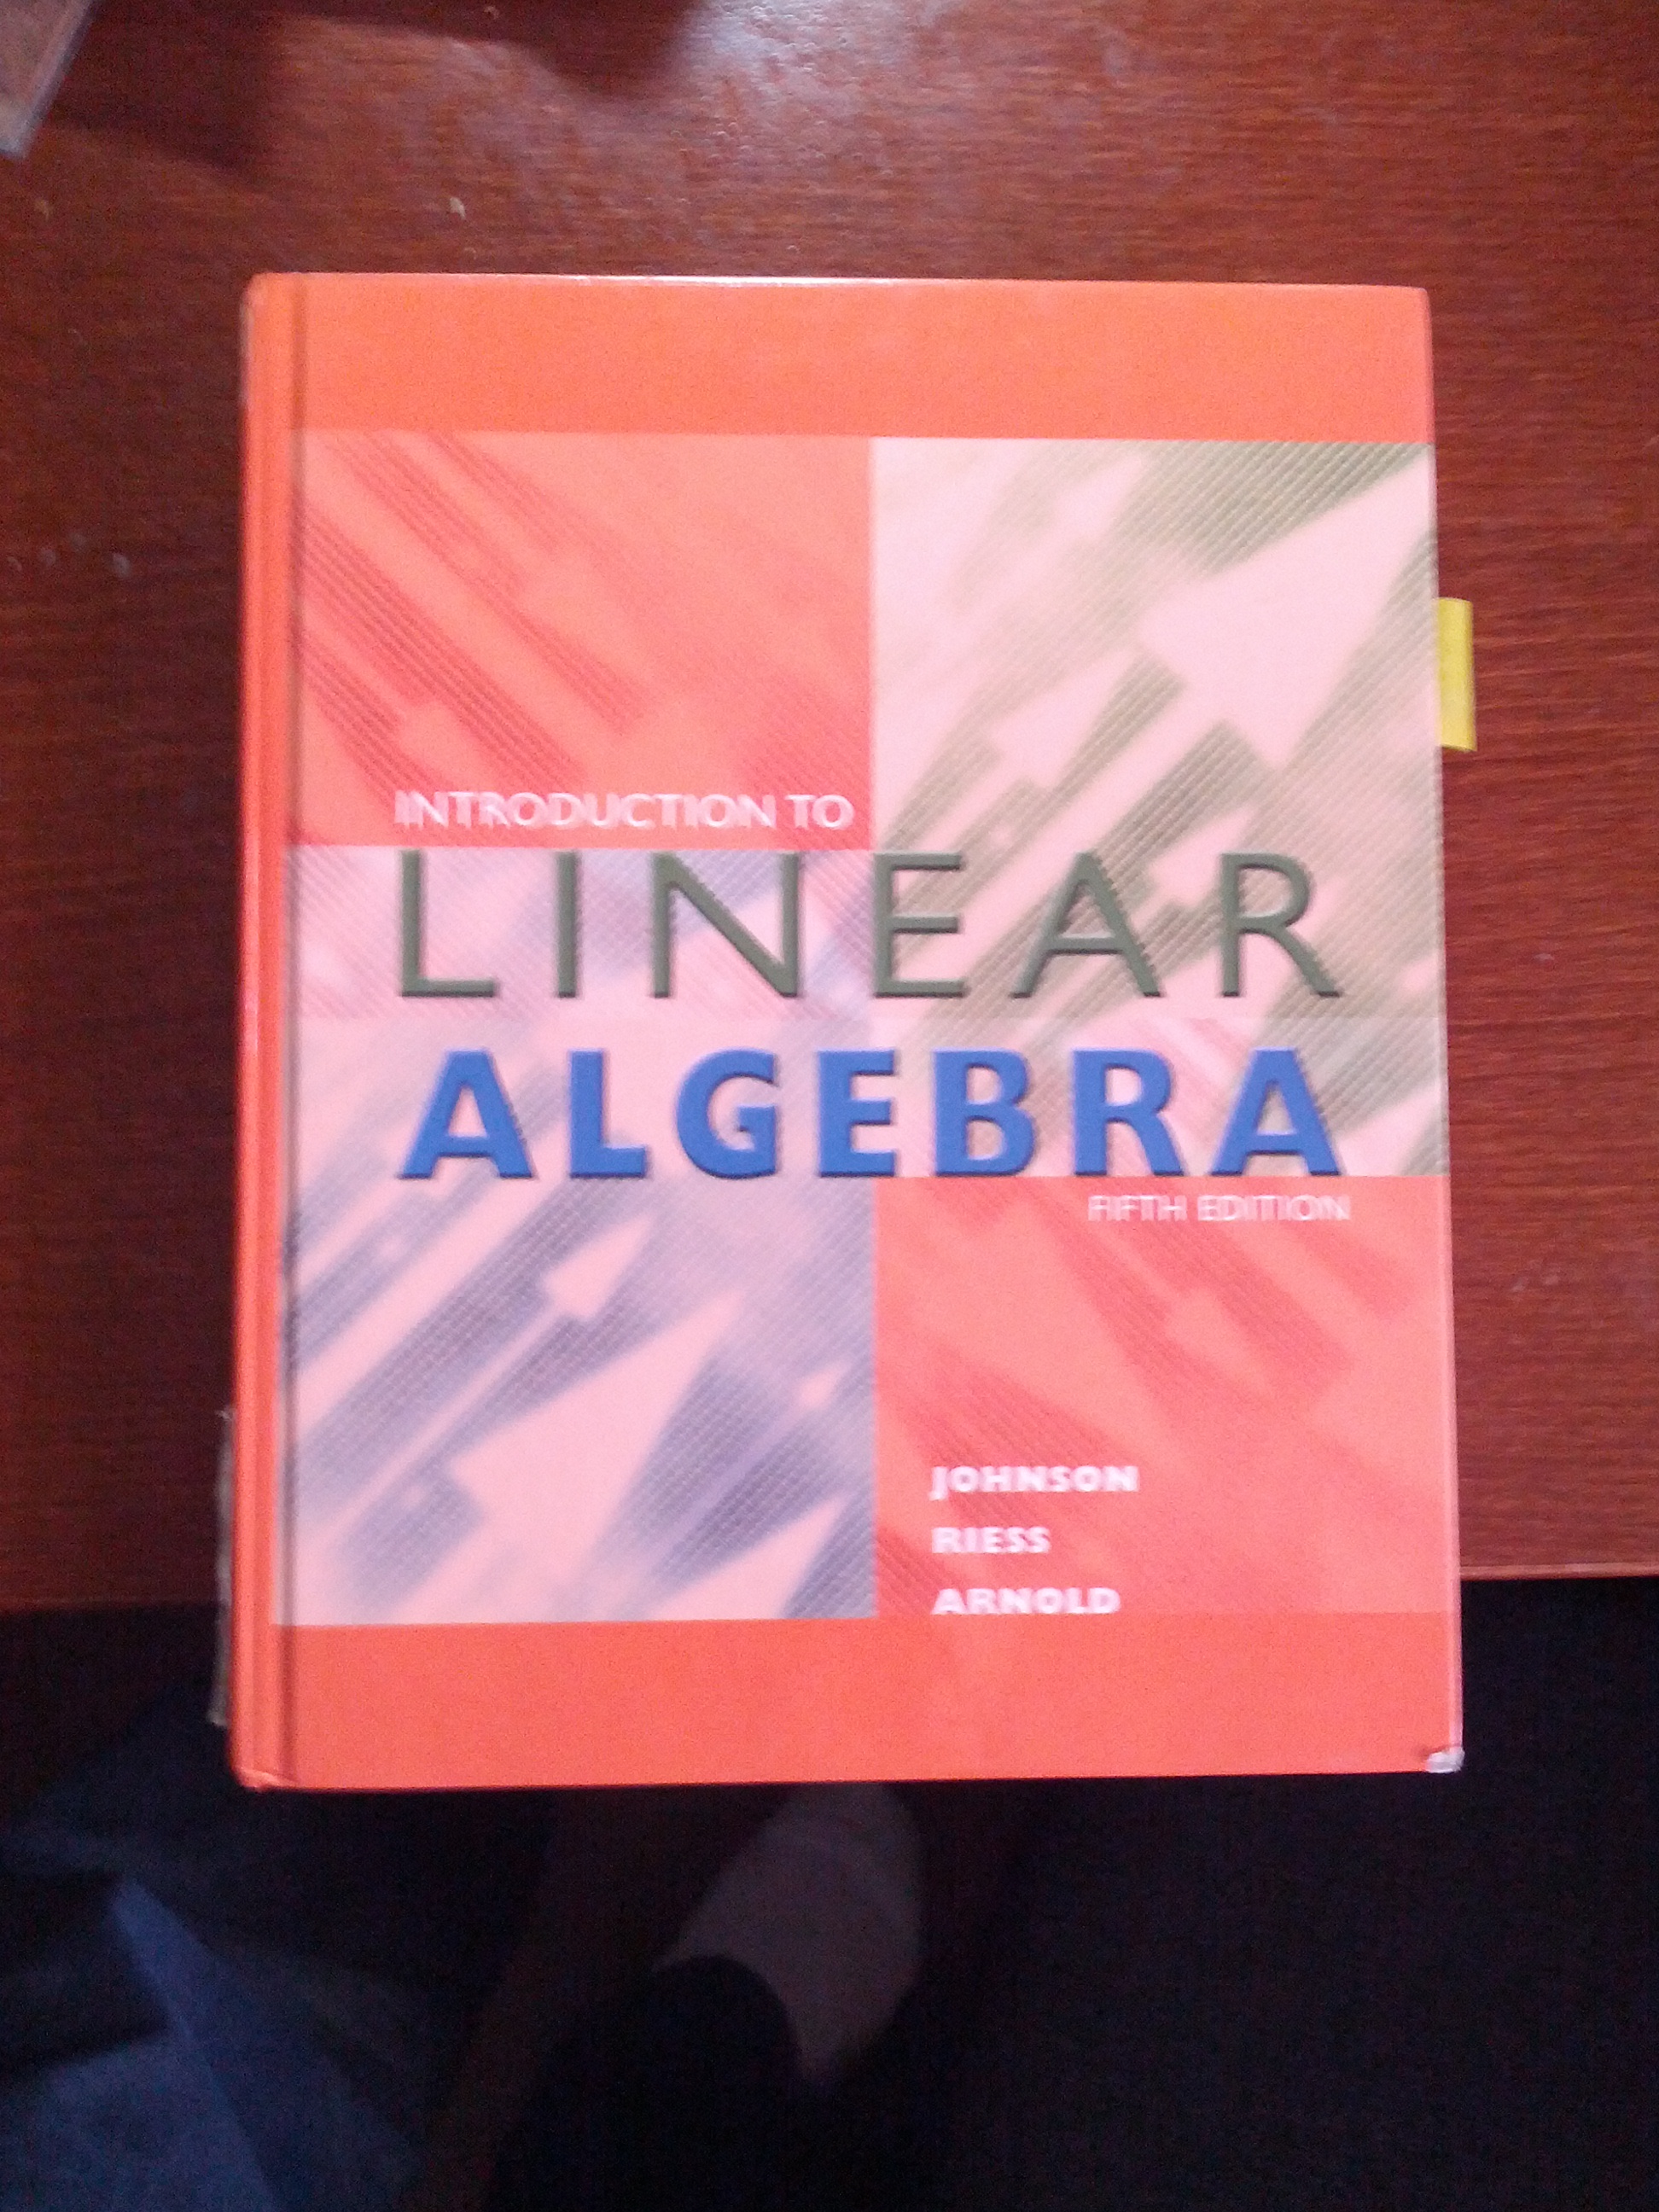 INTRODUCTION TO
LINEAR
ALGEBRA
FIFTH EDITION
JOHNSON
RIESS
ARNOLD